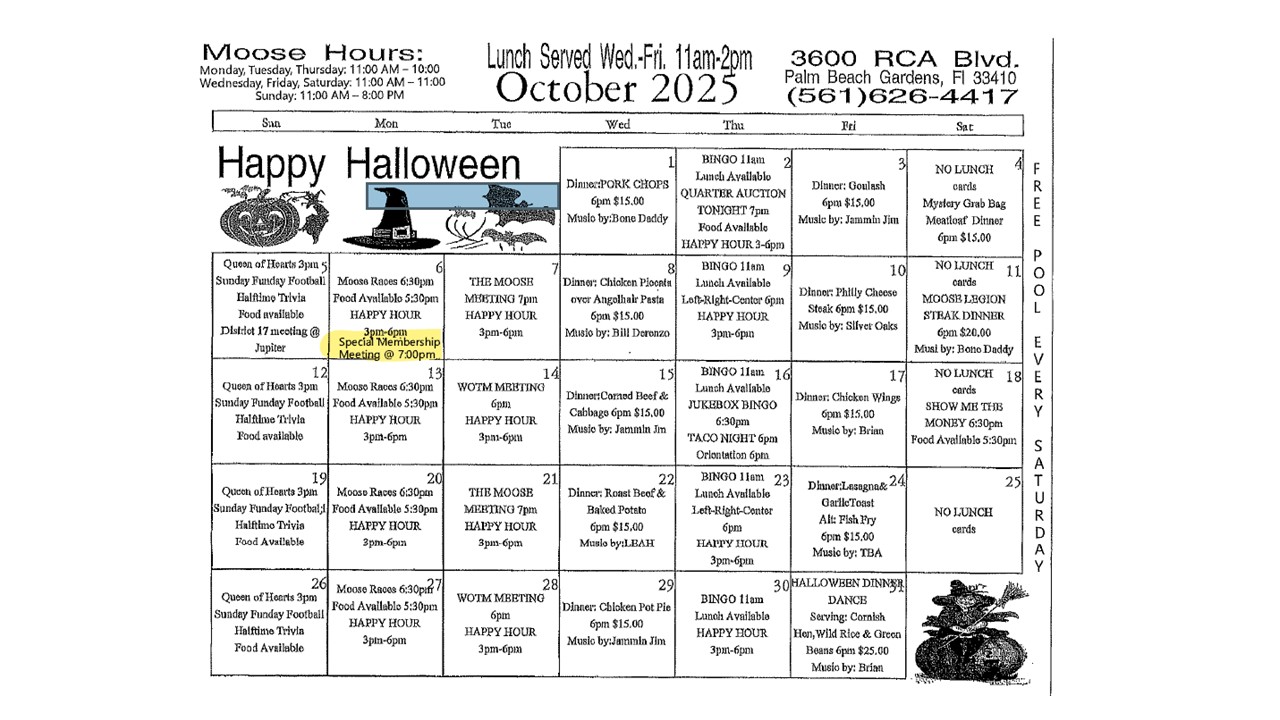 Moose Hours:
Monday, Tuesday, Thursday: 11:00 AM – 10:00
Wednesday, Friday, Saturday: 11:00 AM – 11:00
Sunday: 11:00 AM – 8:00 PM
Lunch Served Wed.-Fri. 11am-2pm
October 2025
3600 RCA Blvd.
Palm Beach Gardens, Fl 33410
(561)626-4417
Sun Mon Tue Wed Thu Fri Sat
Happy Halloween
1
Dinner:PORK CHOPS
6pm $15.00
Music by:Bone Daddy
BINGO 11am 2
Lunch Available
QUARTER AUCTION
TONIGHT 7pm
Food Available
HAPPY HOUR 3-6pm
3
Dinner: Goulash
6pm $15.00
Music by: Jammin Jim
4
NO LUNCH
cards
Mystery Grab Bag
Meatloaf Dinner
6pm $15.00
Queen of Hearts 3pm 5
Sunday Funday Football
Halftime Trivia
Food available
District 17 meeting @
Jupiter
6
Moose Races 6:30pm
Food Available 5:30pm
HAPPY HOUR
3pm-6pm
Special Membership
Meeting @ 7:00pm
7
THE MOOSE
MEETING 7pm
HAPPY HOUR
3pm-6pm
8
Dinner: Chicken Piccata
over Angelhair Pasta
6pm $15.00
Music by: Bill Deronzo
BINGO 11am 9
Lunch Available
Left-Right-Center 6pm
HAPPY HOUR
3pm-6pm
10
Dinner: Philly Cheese
Steak 6pm $15.00
Music by: Silver Oaks
NO LUNCH 11
cards
MOOSE LEGION
STEAK DINNER
6pm $20.00
Musi by: Bono Daddy
12
Queen of Hearts 3pm
Sunday Funday Football
Halftime Trivia
Food available
13
Moose Races 6:30pm
Food Available 5:30pm
HAPPY HOUR
3pm-6pm
14
WOTM MEETING
6pm
HAPPY HOUR
3pm-6pm
15
Dinner:Corned Beef &
Cabbage 6pm $15.00
Music by: Jammin Jm
BINGO 11am 16
Lunch Available
JUKEBOX BINGO
6:30pm
TACO NIGHT 6pm
Orientation 6pm
17
Dinner: Chicken Wings
6pm $15.00
Music by: Brian
NO LUNCH 18
cards
SHOW ME THE
MONEY 6:30pm
Food Available 5:30pm
19
Queen of Hearts 3pm
Sunday Funday Football
Halftime Trivia
Food Available
20
Moose Races 6:30pm
Food Available 5:30pm
HAPPY HOUR
3pm-6pm
21
THE MOOSE
MEETING 7pm
HAPPY HOUR
3pm-6pm
22
Dinner: Roast Beef &
Baked Potato
6pm $15.00
Music by:LEAH
BINGO 11am 23
Lunch Available
Left-Right-Center
6pm
HAPPY HOUR
3pm-6pm
Dinner:Lasagna& 24
GarlicToast
Alt: Fish Fry
6pm $15.00
Music by: TBA
25
NO LUNCH
cards
26
Queen of Hearts 3pm
Sunday Funday Football
Halftime Trivia
Food Available
Moose Races 6:30pm 27
Food Available 5:30pm
HAPPY HOUR
3pm-6pm
28
WOTM MEETING
6pm
HAPPY HOUR
3pm-6pm
29
Dinner: Chicken Pot Pie
6pm $15.00
Music by:Jammin Jim
30
BINGO 11am
Lunch Available
HAPPY HOUR
3pm-6pm
HALLOWEEN DINNER 31
DANCE
Serving: Cornish
Hen,Wild Rice & Green
Beans 6pm $25.00
Music by: Brian
FREE POOL EVERY SATURDAY